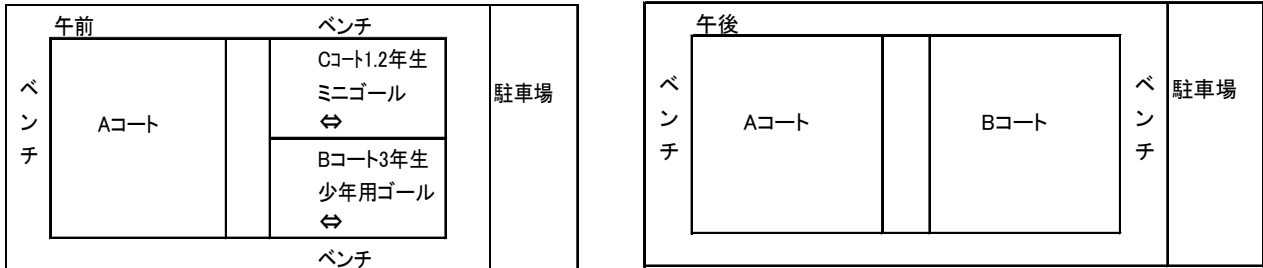 午前
ベンチ
ベンチ
Aコート
Cコート1.2年生
ミニゴール
⇔
Bコート3年生
少年用ゴール
⇔
ベンチ
駐車場
午後
ベンチ
Aコート
Bコート
ベンチ
駐車場